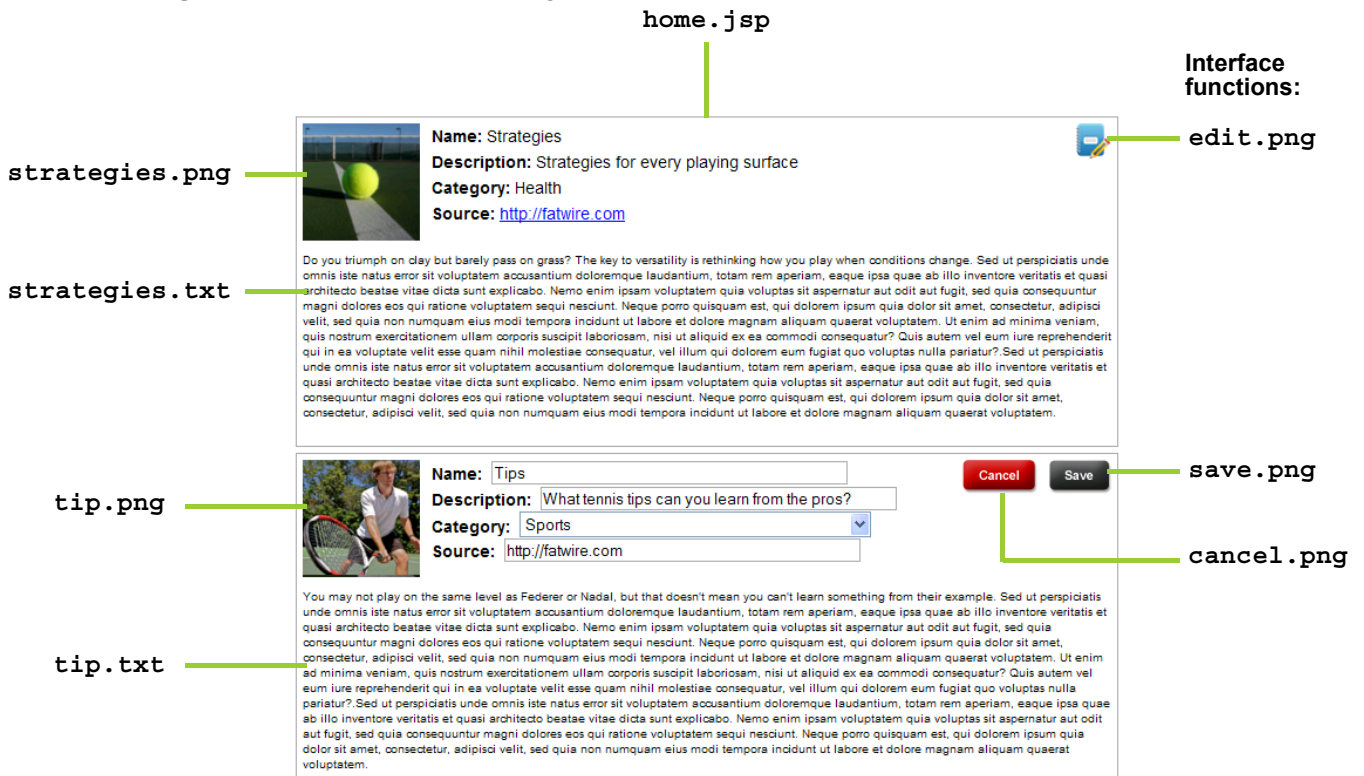 home.jsp
Interface
functions:
edit.png
strategies.png
Name: Strategies
Description: Strategies for every playing surface
Category: Health
Source: http://fatwire.com
strategies.txt
Do you triumph on clay but barely pass on grass? The key to versatility is rethinking how you play when conditions change. Sed ut perspiciatis unde
omnis iste natus error sit voluptatem accusantium doloremque laudantium, totam rem aperiam, eaque ipsa quae ab illo inventore veritatis et quasi
architecto beatae vitae dicta sunt explicabo. Nemo enim ipsam voluptatem quia voluptas sit aspernatur aut odit aut fugit, sed quia consequuntur
magni dolores eos qui ratione voluptatem sequi nesciunt. Neque porro quisquam est, qui dolorem ipsum quia dolor sit amet, consectetur, adipisci
velit, sed quia non numquam eius modi tempora incidunt ut labore et dolore magnam aliquam quaerat voluptatem. Ut enim ad minima veniam,
quis nostrum exercitationem ullam corporis suscipit laboriosam, nisi ut aliquid ex ea commodi consequatur? Quis autem vel eum iure reprehenderit
qui in ea voluptate velit esse quam nihil molestiae consequatur, vel illum qui dolorem eum fugiat quo voluptas nulla pariatur?.Sed ut perspiciatis
unde omnis iste natus error sit voluptatem accusantium doloremque laudantium, totam rem aperiam, eaque ipsa quae ab illo inventore veritatis et
quasi architecto beatae vitae dicta sunt explicabo. Nemo enim ipsam voluptatem quia voluptas sit aspernatur aut odit aut fugit, sed quia
consequuntur magni dolores eos qui ratione voluptatem sequi nesciunt. Neque porro quisquam est, qui dolorem ipsum quia dolor sit amet,
consectetur, adipisci velit, sed quia non numquam eius modi tempora incidunt ut labore et dolore magnam aliquam quaerat voluptatem.
tip.png
Name: Tips
Description: What tennis tips can you learn from the pros?
Category: Sports
Source: http://fatwire.com
Cancel
Save
save.png
cancel.png
tip.txt
You may not play on the same level as Federer or Nadal, but that doesn't mean you can't learn something from their example. Sed ut perspiciatis
unde omnis iste natus error sit voluptatem accusantium doloremque laudantium, totam rem aperiam, eaque ipsa quae ab illo inventore veritatis et
quasi architecto beatae vitae dicta sunt explicabo. Nemo enim ipsam voluptatem quia voluptas sit aspernatur aut odit aut fugit, sed quia
consequuntur magni dolores eos qui ratione voluptatem sequi nesciunt. Neque porro quisquam est, qui dolorem ipsum quia dolor sit amet,
consectetur, adipisci velit, sed quia non numquam eius modi tempora incidunt ut labore et dolore magnam aliquam quaerat voluptatem. Ut enim
ad minima veniam, quis nostrum exercitationem ullam corporis suscipit laboriosam, nisi ut aliquid ex ea commodi consequatur? Quis autem vel
eum iure reprehenderit qui in ea voluptate velit esse quam nihil molestiae consequatur, vel illum qui dolorem eum fugiat quo voluptas nulla
pariatur?.Sed ut perspiciatis unde omnis iste natus error sit voluptatem accusantium doloremque laudantium, totam rem aperiam, eaque ipsa quae
ab illo inventore veritatis et quasi architecto beatae vitae dicta sunt explicabo. Nemo enim ipsam voluptatem quia voluptas sit aspernatur aut odit
aut fugit, sed quia consequuntur magni dolores eos qui ratione voluptatem sequi nesciunt. Neque porro quisquam est, qui dolorem ipsum quia
dolor sit amet, consectetur, adipisci velit, sed quia non numquam eius modi tempora incidunt ut labore et dolore magnam aliquam quaerat
voluptatem.